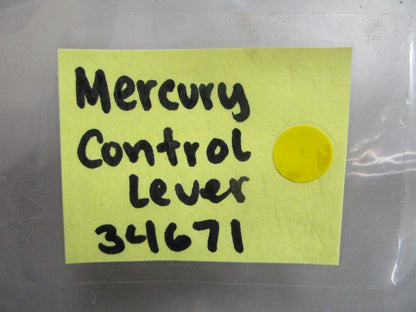 Mercury
Control
Lever
34671